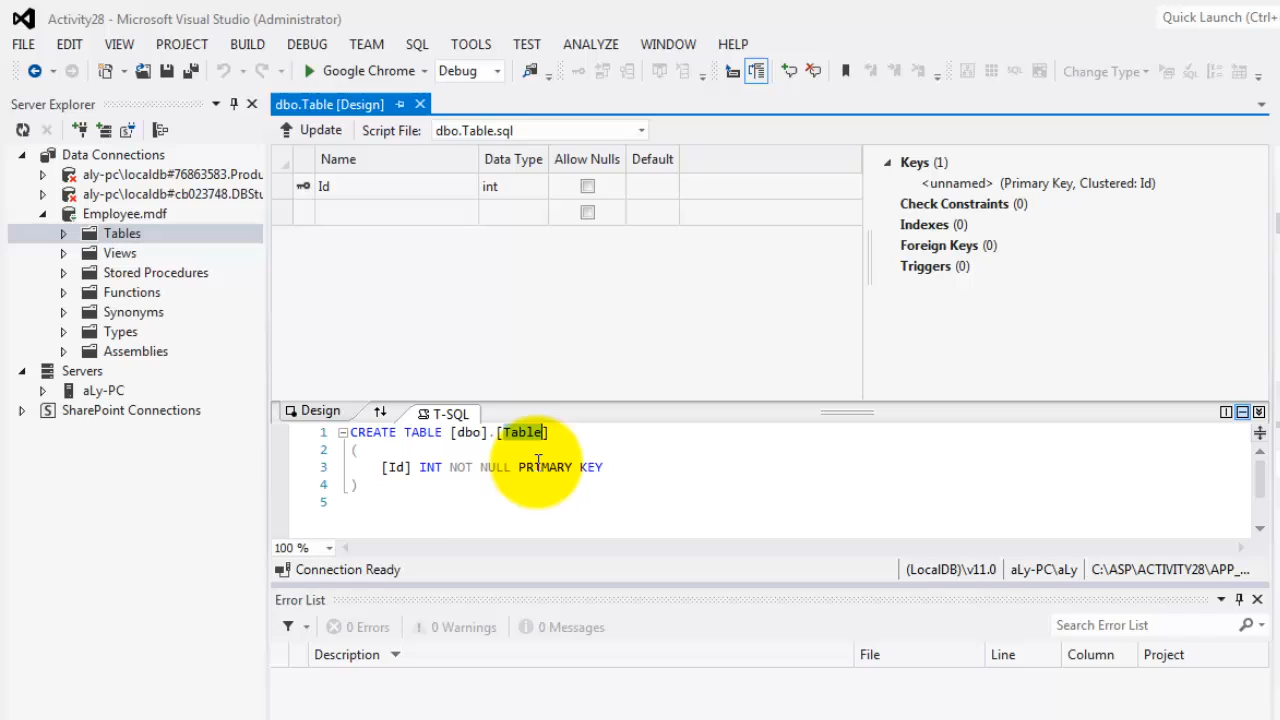 Activity28 - Microsoft Visual Studio (Administrator)
Quick Launch (Ctrl+
FILE EDIT VIEW PROJECT BUILD DEBUG TEAM SQL TOOLS TEST ANALYZE WINDOW HELP
Google Chrome Debug Change Type
Server Explorer
dbo.Table [Design]
Update Script File: dbo.Table.sql
Data Connections
aly-pc\localdb#76863583.Produ
aly-pc\localdb#cb023748.DBStu
Employee.mdf
Tables
Views
Stored Procedures
Functions
Synonyms
Types
Assemblies
Servers
aLy-PC
SharePoint Connections
Name Data Type Allow Nulls Default
Id int
Keys (1)
<unnamed> (Primary Key, Clustered: Id)
Check Constraints (0)
Indexes (0)
Foreign Keys (0)
Triggers (0)
Design T-SQL
1 CREATE TABLE [dbo].[Table]
2 (
3 [Id] INT NOT NULL PRIMARY KEY
4 )
5
100 %
Connection Ready (LocalDB)\v11.0 aLy-PC\aLy C:\ASP\ACTIVITY28\APP_...
Error List
0 Errors 0 Warnings 0 Messages Search Error List
Description File Line Column Project